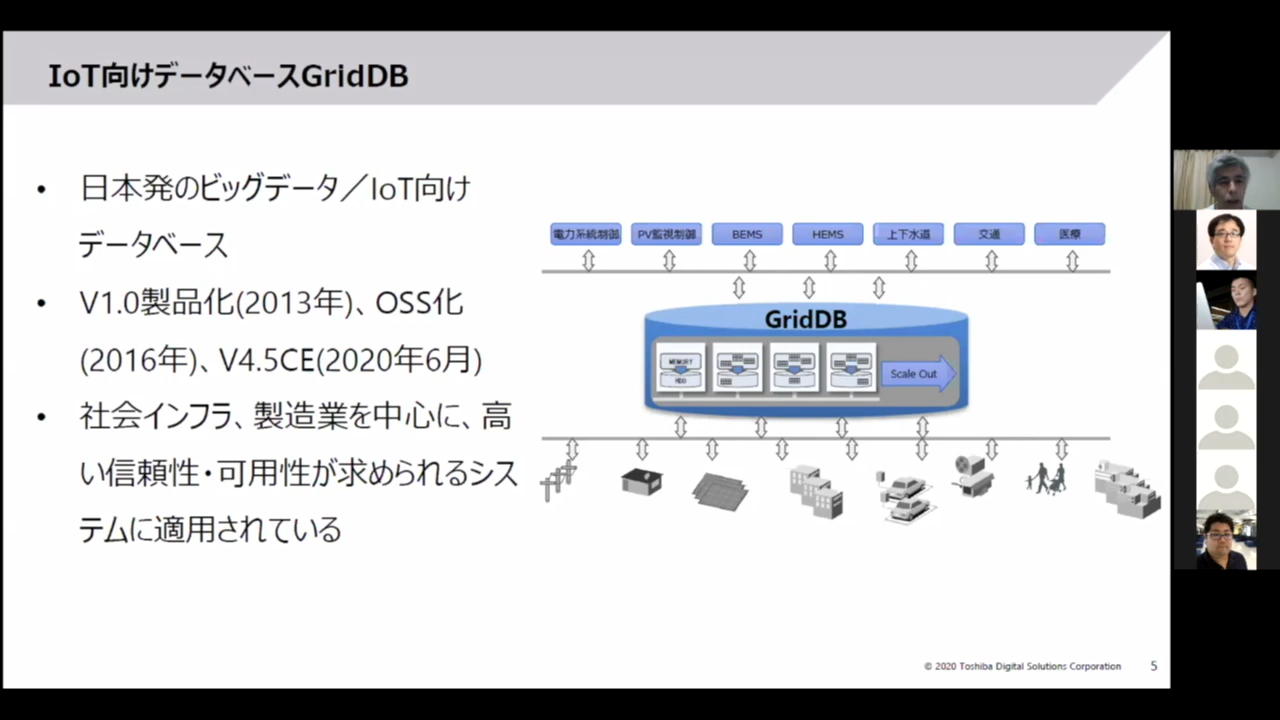 IoT向けデータベースGridDB
• 日本発のビッグデータ／IoT向け
データベース
• V1.0製品化(2013年)、OSS化
(2016年)、V4.5CE(2020年6月)
• 社会インフラ、製造業を中心に、高
い信頼性・可用性が求められるシス
テムに適用されている
電力系統制御 PV監視制御 BEMS HEMS 上下水道 交通 医療
GridDB
MEMORY
HDD
Scale Out
© 2020 Toshiba Digital Solutions Corporation 5